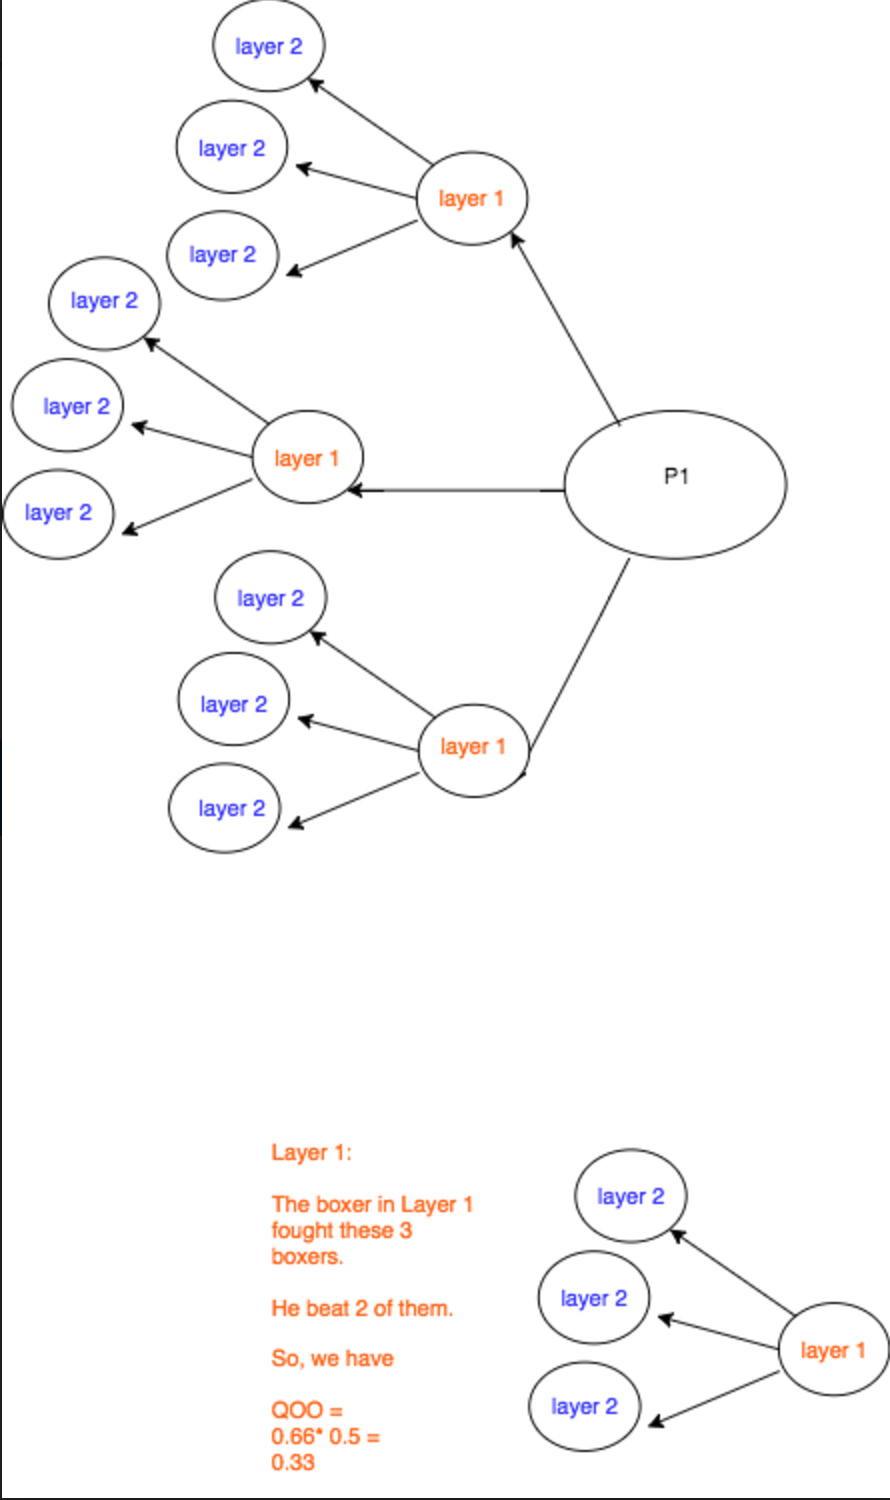 layer 2
layer 2
layer 1
layer 2
layer 2
layer 2
layer 1
P1
layer 2
layer 2
layer 2
layer 1
layer 2
Layer 1:
The boxer in Layer 1
fought these 3
boxers.
He beat 2 of them.
So, we have
QOO =
0.66* 0.5 =
0.33
layer 2
layer 2
layer 1
layer 2